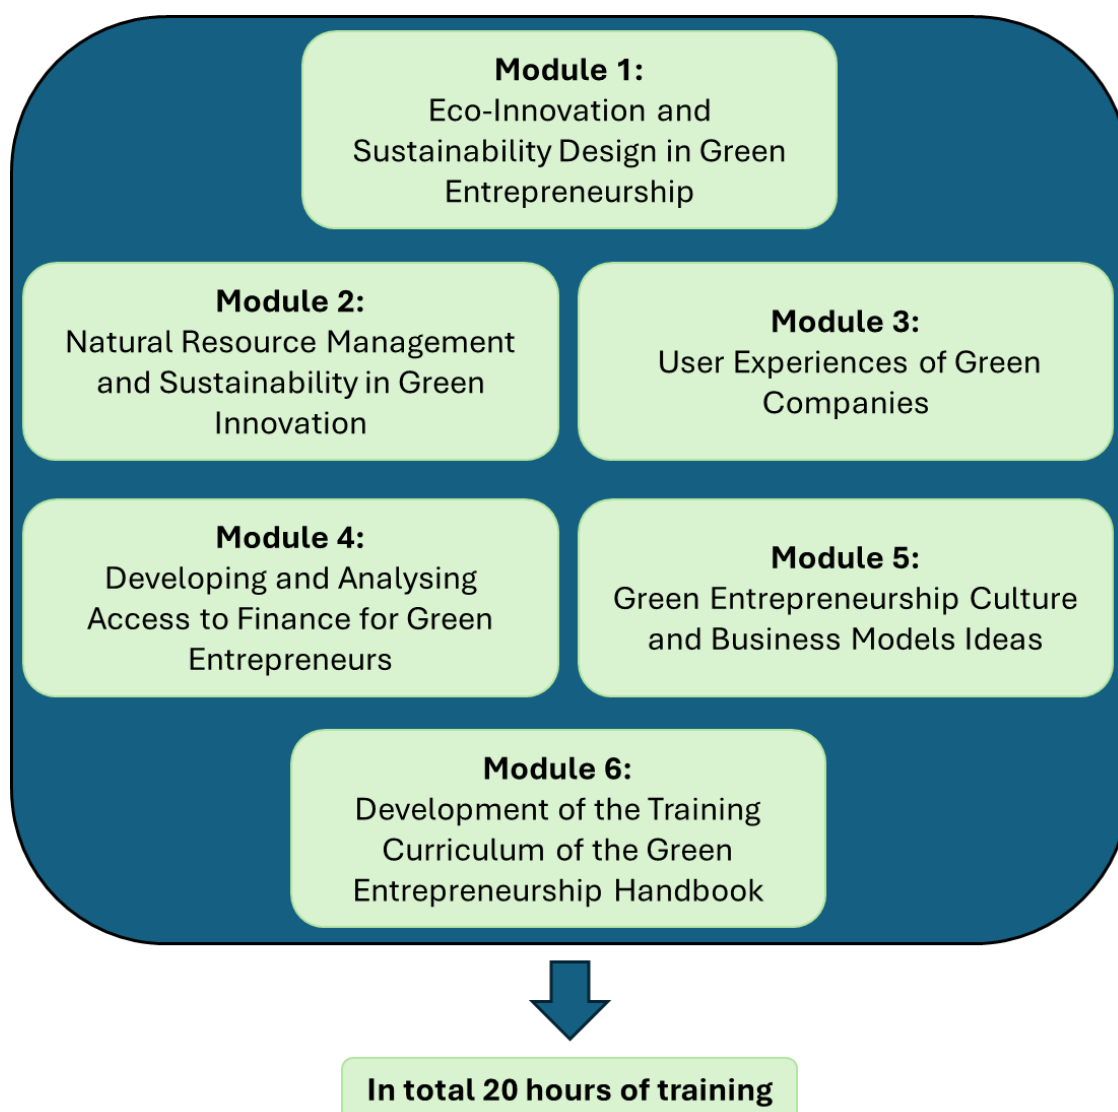 Module 1:
Eco-Innovation and
Sustainability Design in Green
Entrepreneurship
Module 2:
Natural Resource Management
and Sustainability in Green
Innovation
Module 3:
User Experiences of Green
Companies
Module 4:
Developing and Analysing
Access to Finance for Green
Entrepreneurs
Module 5:
Green Entrepreneurship Culture
and Business Models Ideas
Module 6:
Development of the Training
Curriculum of the Green
Entrepreneurship Handbook
In total 20 hours of training